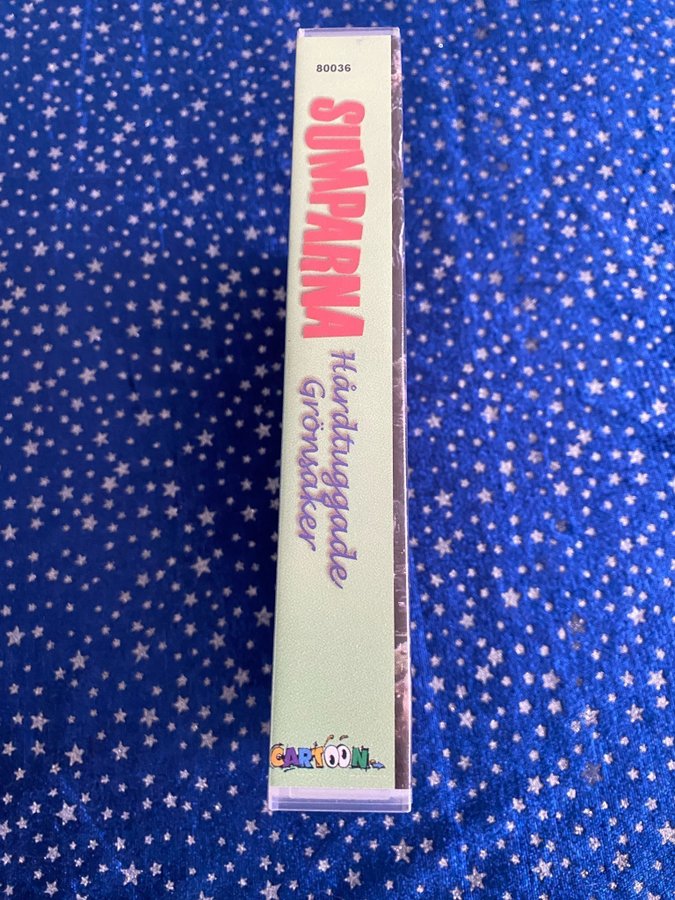 80036
SUMPARNA
Hårdtuggade
Grönsaker
CARTOON